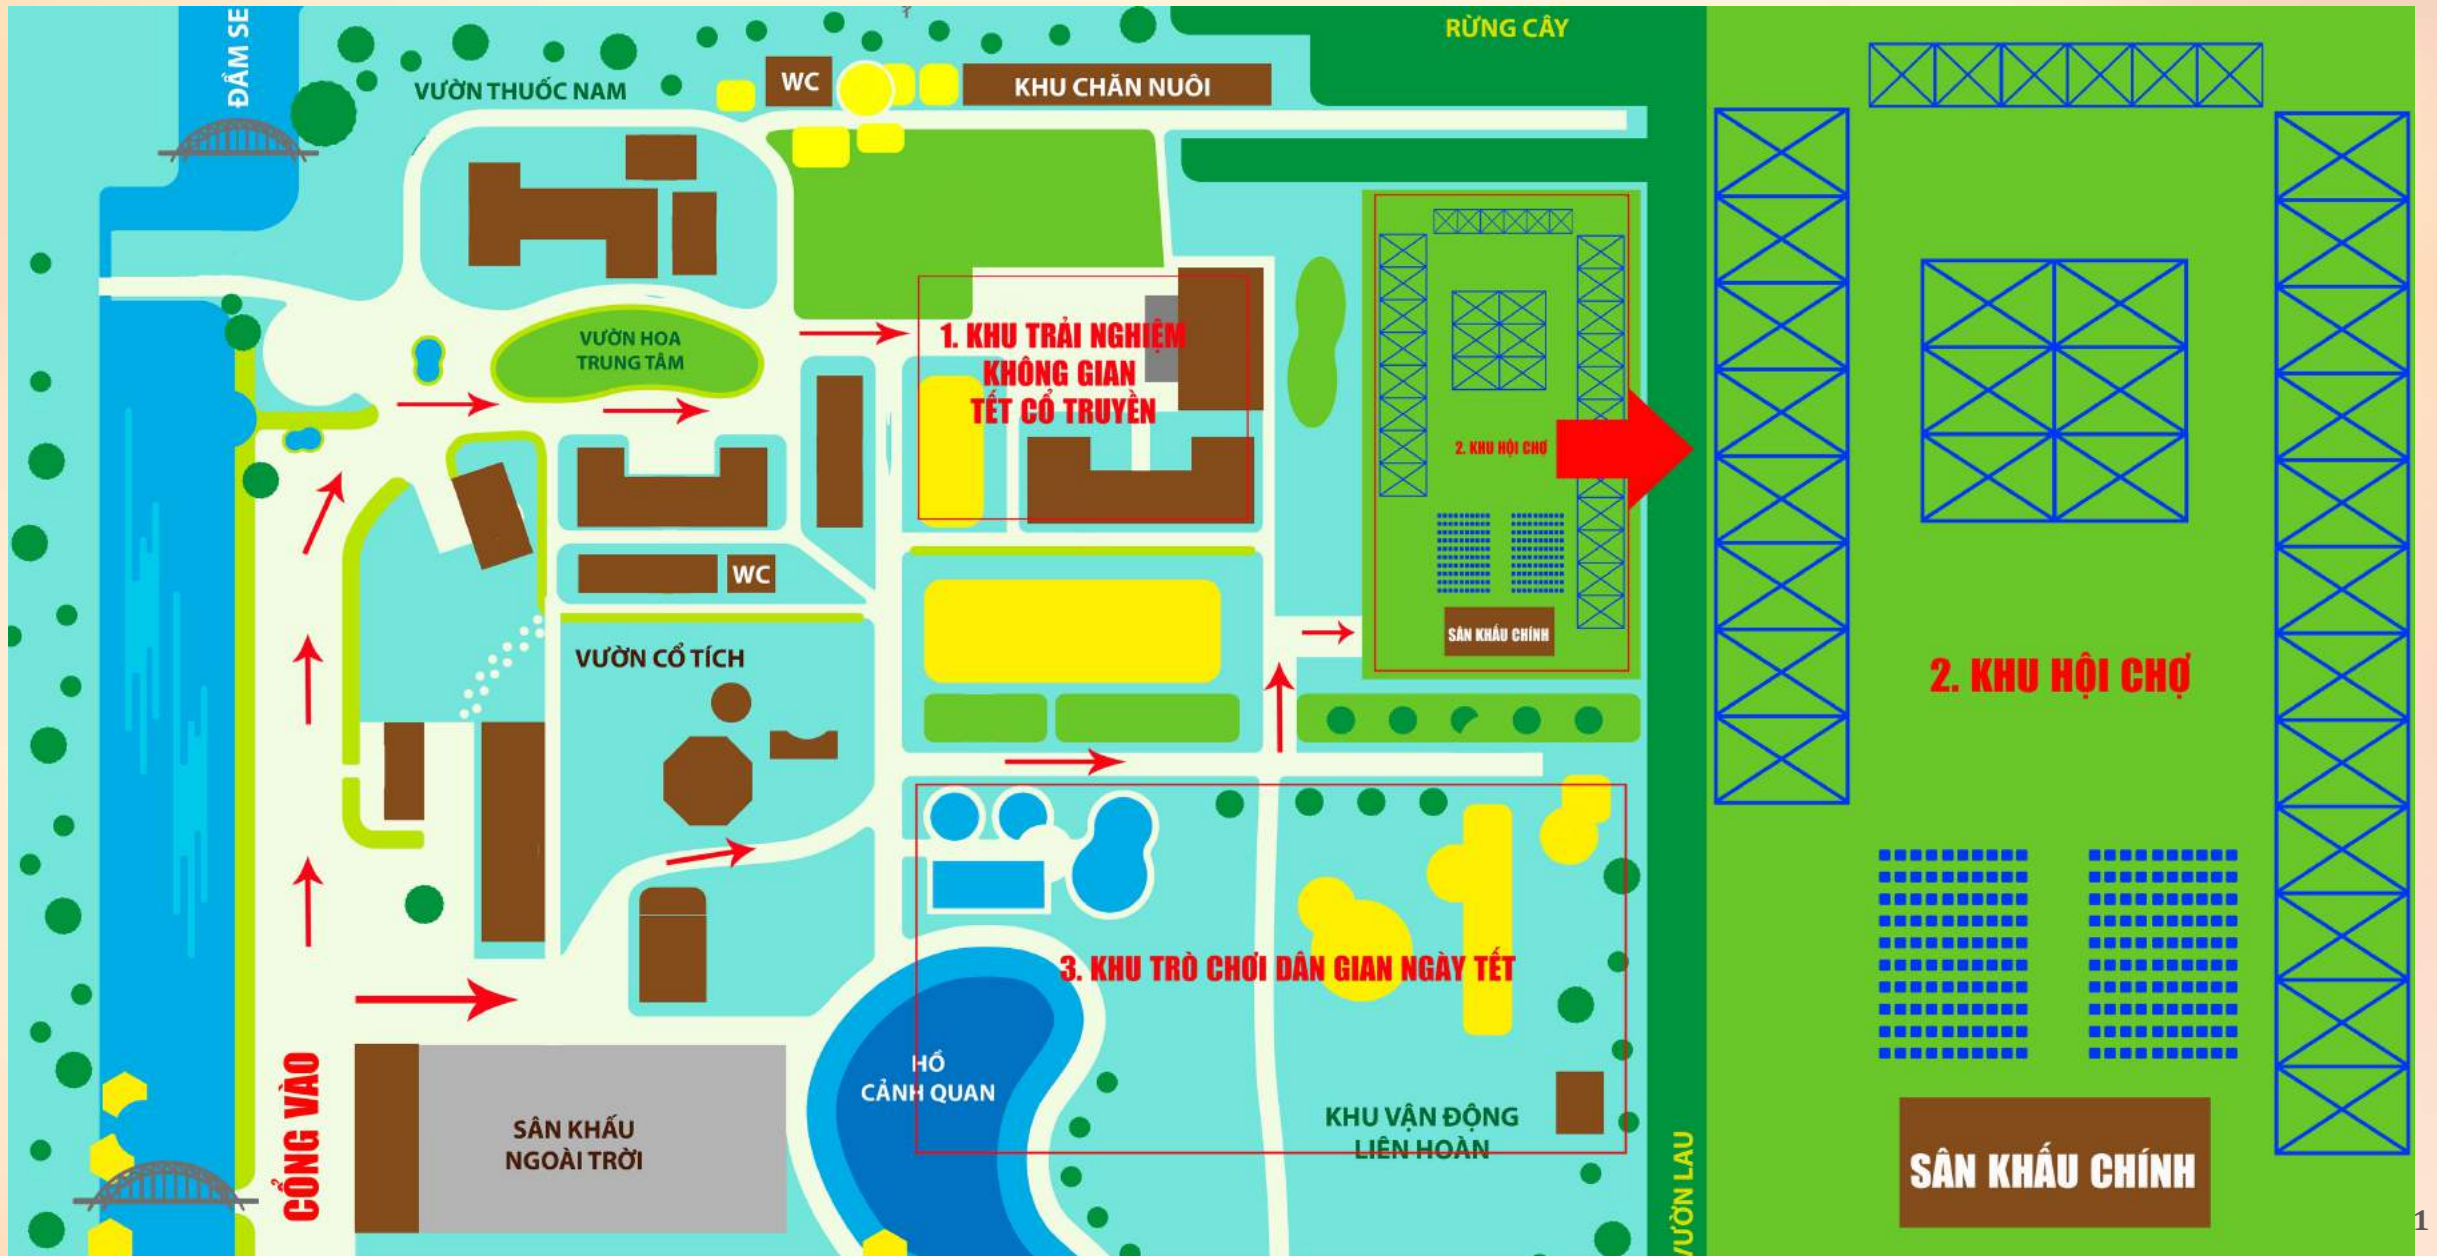 ĐẦM SE
RỪNG CÂY
VƯỜN THUỐC NAM
WC
KHU CHĂN NUÔI
VƯỜN HOA
TRUNG TÂM
1. KHU TRẢI NGHIỆM
KHÔNG GIAN
TẾT CỔ TRUYỀN
2. KHU HỘI CHỢ
WC
SÂN KHẤU CHÍNH
VƯỜN CỔ TÍCH
2. KHU HỘI CHỢ
3. KHU TRÒ CHƠI DÂN GIAN NGÀY TẾT
HỒ
CẢNH QUAN
CỔNG VÀO
SÂN KHẤU
NGOÀI TRỜI
KHU VẬN ĐỘNG
LIÊN HOÀN
VƯỜN LAU
SÂN KHẤU CHÍNH
1